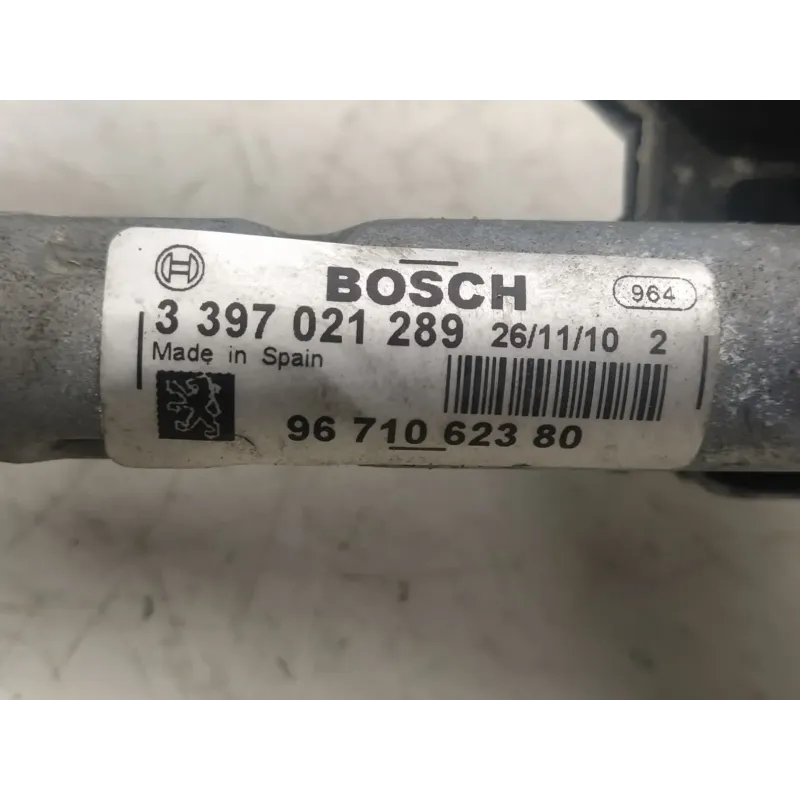 BOSCH 964
3 397 021 289 26/11/10 2
Made in Spain
96 710 623 80